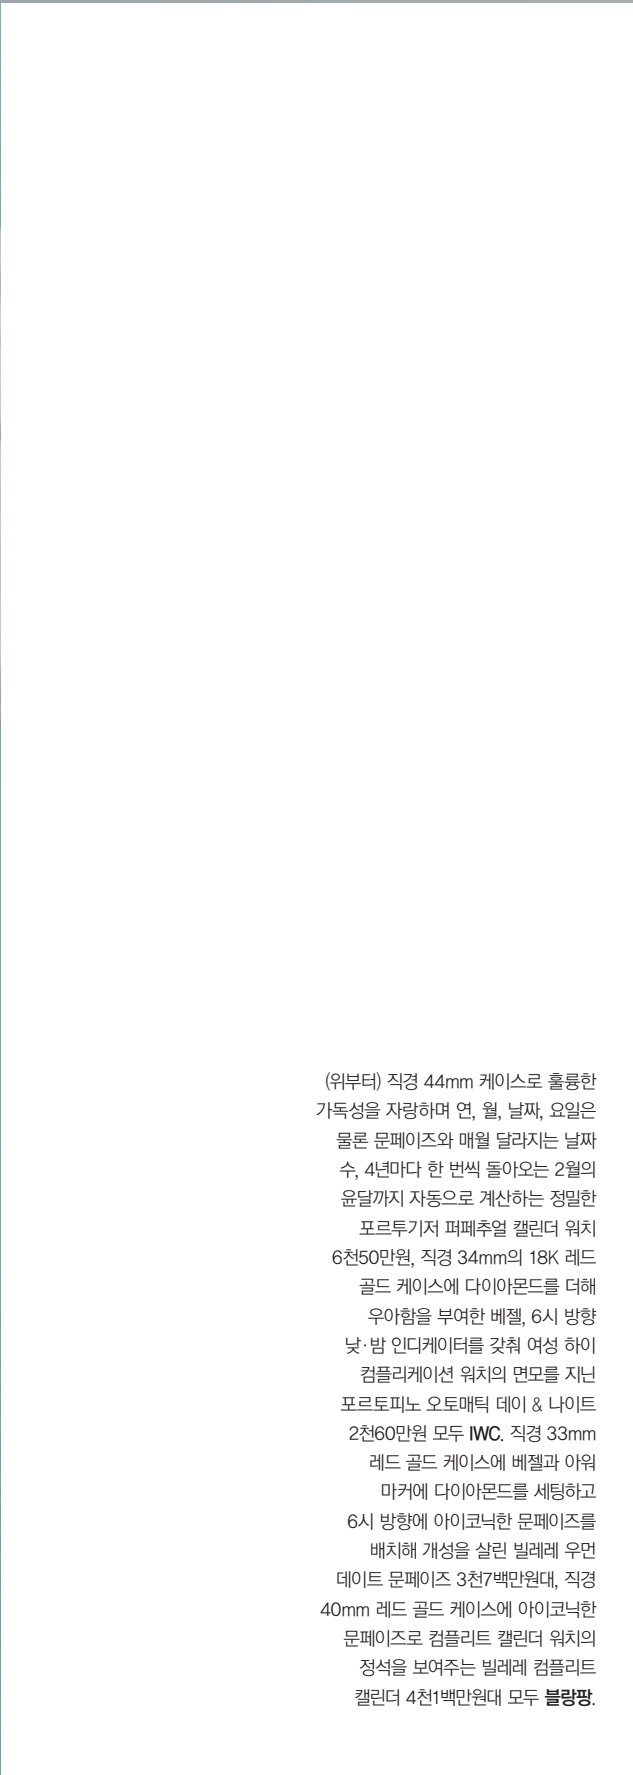 (위부터) 직경 44mm 케이스로 훌륭한
가독성을 자랑하며 연, 월, 날짜, 요일은
물론 문페이즈와 매월 달라지는 날짜
수, 4년마다 한 번씩 돌아오는 2월의
윤달까지 자동으로 계산하는 정밀한
포르투기저 퍼페추얼 캘린더 워치
6천50만원, 직경 34mm의 18K 레드
골드 케이스에 다이아몬드를 더해
우아함을 부여한 베젤, 6시 방향
낮·밤 인디케이터를 갖춰 여성 하이
컴플리케이션 워치의 면모를 지닌
포르토피노 오토매틱 데이 & 나이트
2천60만원 모두 IWC. 직경 33mm
레드 골드 케이스에 베젤과 아워
마커에 다이아몬드를 세팅하고
6시 방향에 아이코닉한 문페이즈를
배치해 개성을 살린 빌레레 우먼
데이트 문페이즈 3천7백만원대, 직경
40mm 레드 골드 케이스에 아이코닉한
문페이즈로 컴플리트 캘린더 워치의
정석을 보여주는 빌레레 컴플리트
캘린더 4천1백만원대 모두 블랑팡.